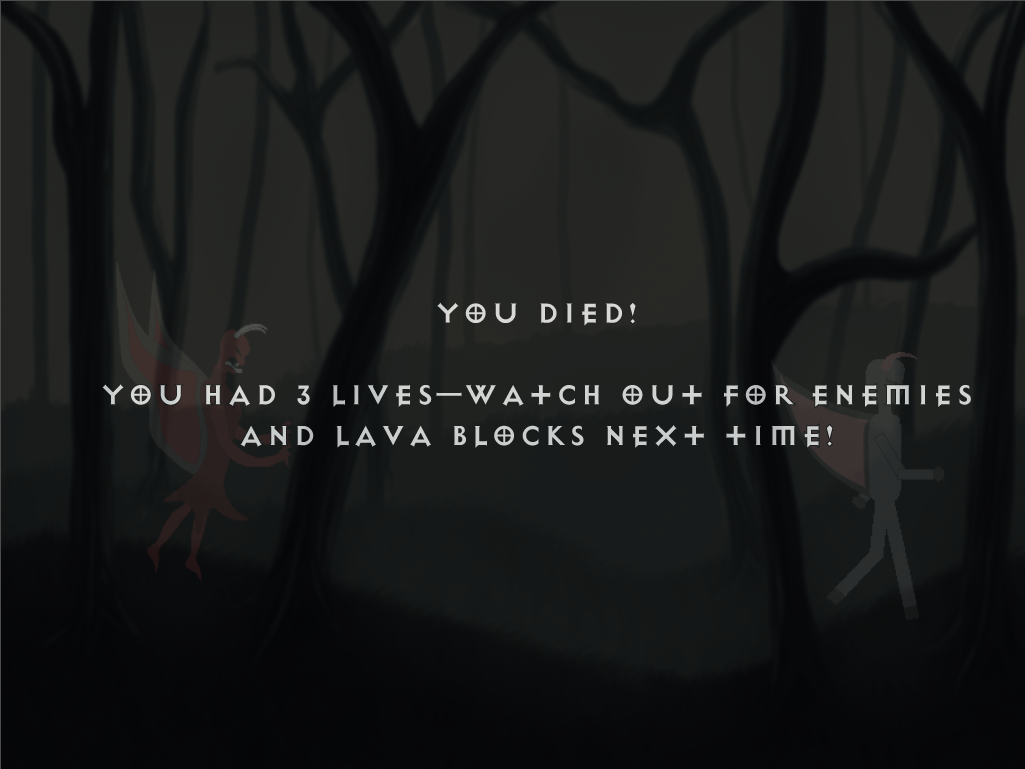 YOU DIED!
YOU HAD 3 LIVES—WATCH OUT FOR ENEMIES
AND LAVA BLOCKS NEXT TIME!